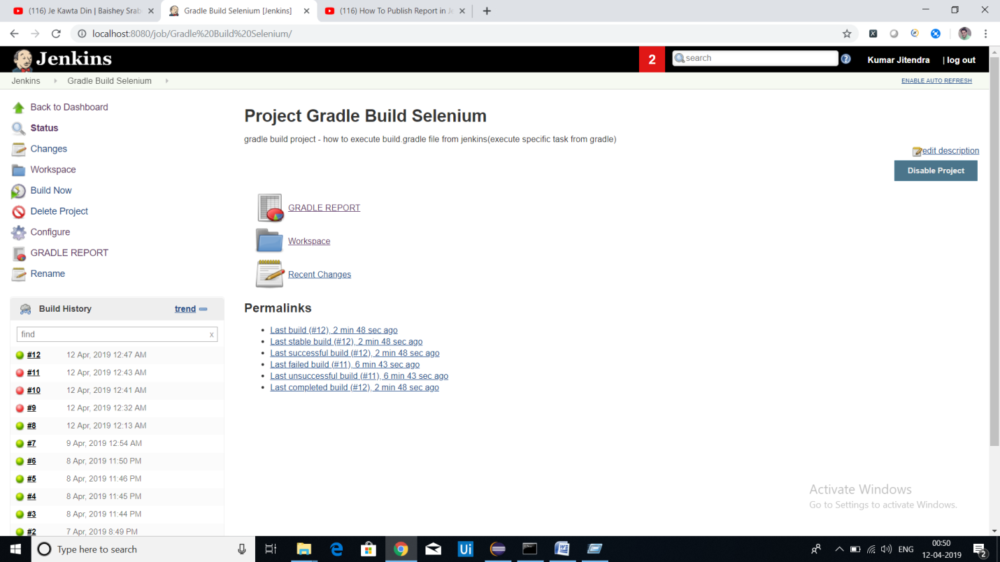 (116) Je Kawta Din | Baishey Srab
Gradle Build Selenium [Jenkins]
(116) How To Publish Report in Je
localhost:8080/job/Gradle%20Build%20Selenium/
Jenkins
2
search
Kumar Jitendra
| log out
Jenkins
Gradle Build Selenium
ENABLE AUTO REFRESH
Back to Dashboard
Status
Changes
Workspace
Build Now
Delete Project
Configure
GRADLE REPORT
Rename
Build History
trend
find
x
#12 12 Apr, 2019 12:47 AM
#11 12 Apr, 2019 12:43 AM
#10 12 Apr, 2019 12:41 AM
#9 12 Apr, 2019 12:32 AM
#8 12 Apr, 2019 12:13 AM
#7 9 Apr, 2019 12:54 AM
#6 8 Apr, 2019 11:50 PM
#5 8 Apr, 2019 11:46 PM
#4 8 Apr, 2019 11:45 PM
#3 8 Apr, 2019 11:44 PM
#2 7 Apr, 2019 8:49 PM
Project Gradle Build Selenium
gradle build project - how to execute build.gradle file from jenkins(execute specific task from gradle)
edit description
Disable Project
GRADLE REPORT
Workspace
Recent Changes
Permalinks
Last build (#12), 2 min 48 sec ago
Last stable build (#12), 2 min 48 sec ago
Last successful build (#12), 2 min 48 sec ago
Last failed build (#11), 6 min 43 sec ago
Last unsuccessful build (#11), 6 min 43 sec ago
Last completed build (#12), 2 min 48 sec ago
Activate Windows
Go to Settings to activate Windows.
Type here to search
Ui
ENG
00:50
12-04-2019
2